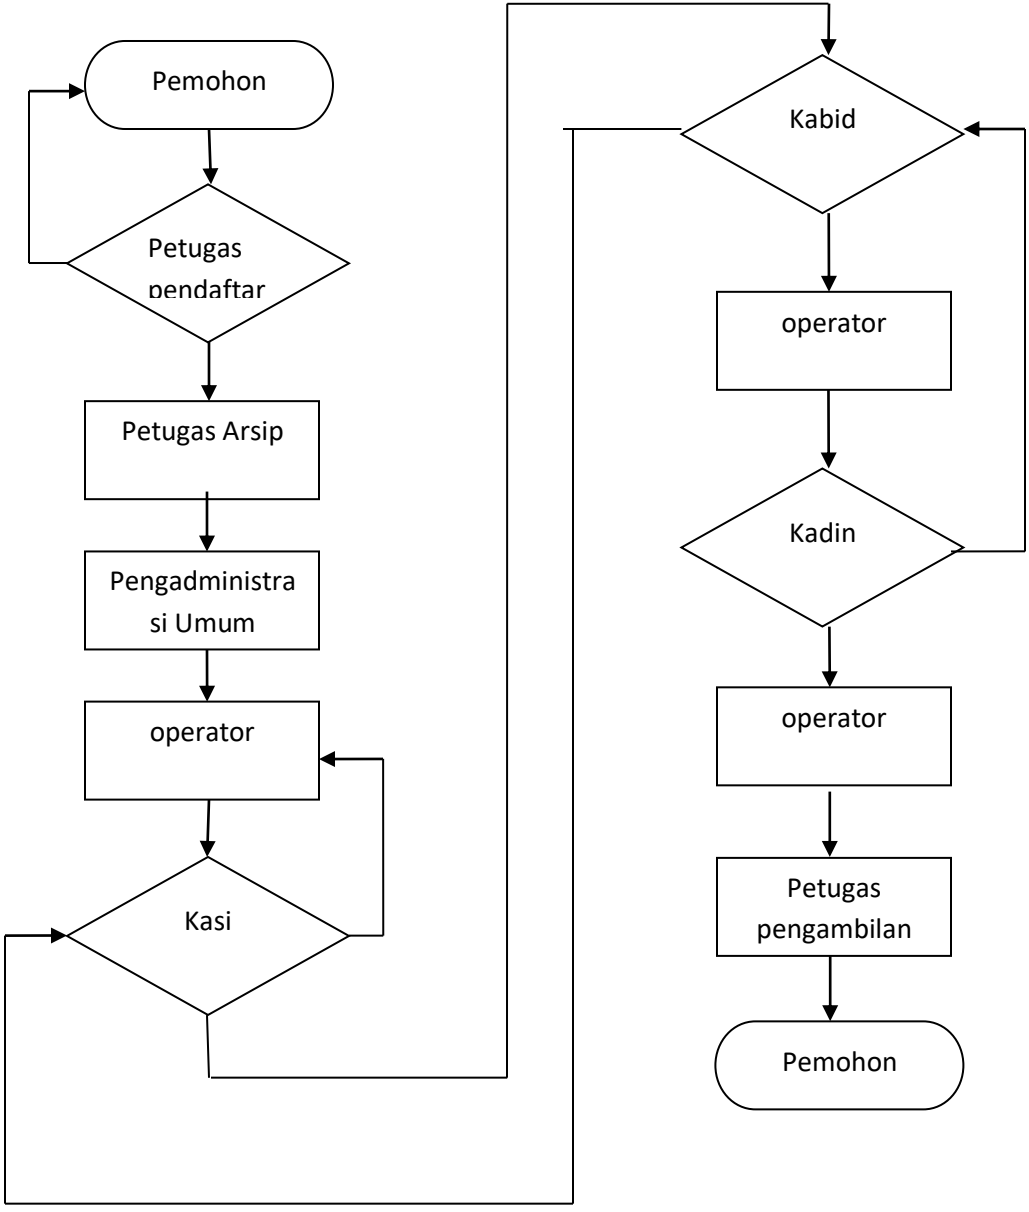 Pemohon
Petugas
pendaftar
Petugas Arsip
Pengadministra
si Umum
operator
Kasi
Kabid
operator
Kadin
operator
Petugas
pengambilan
Pemohon